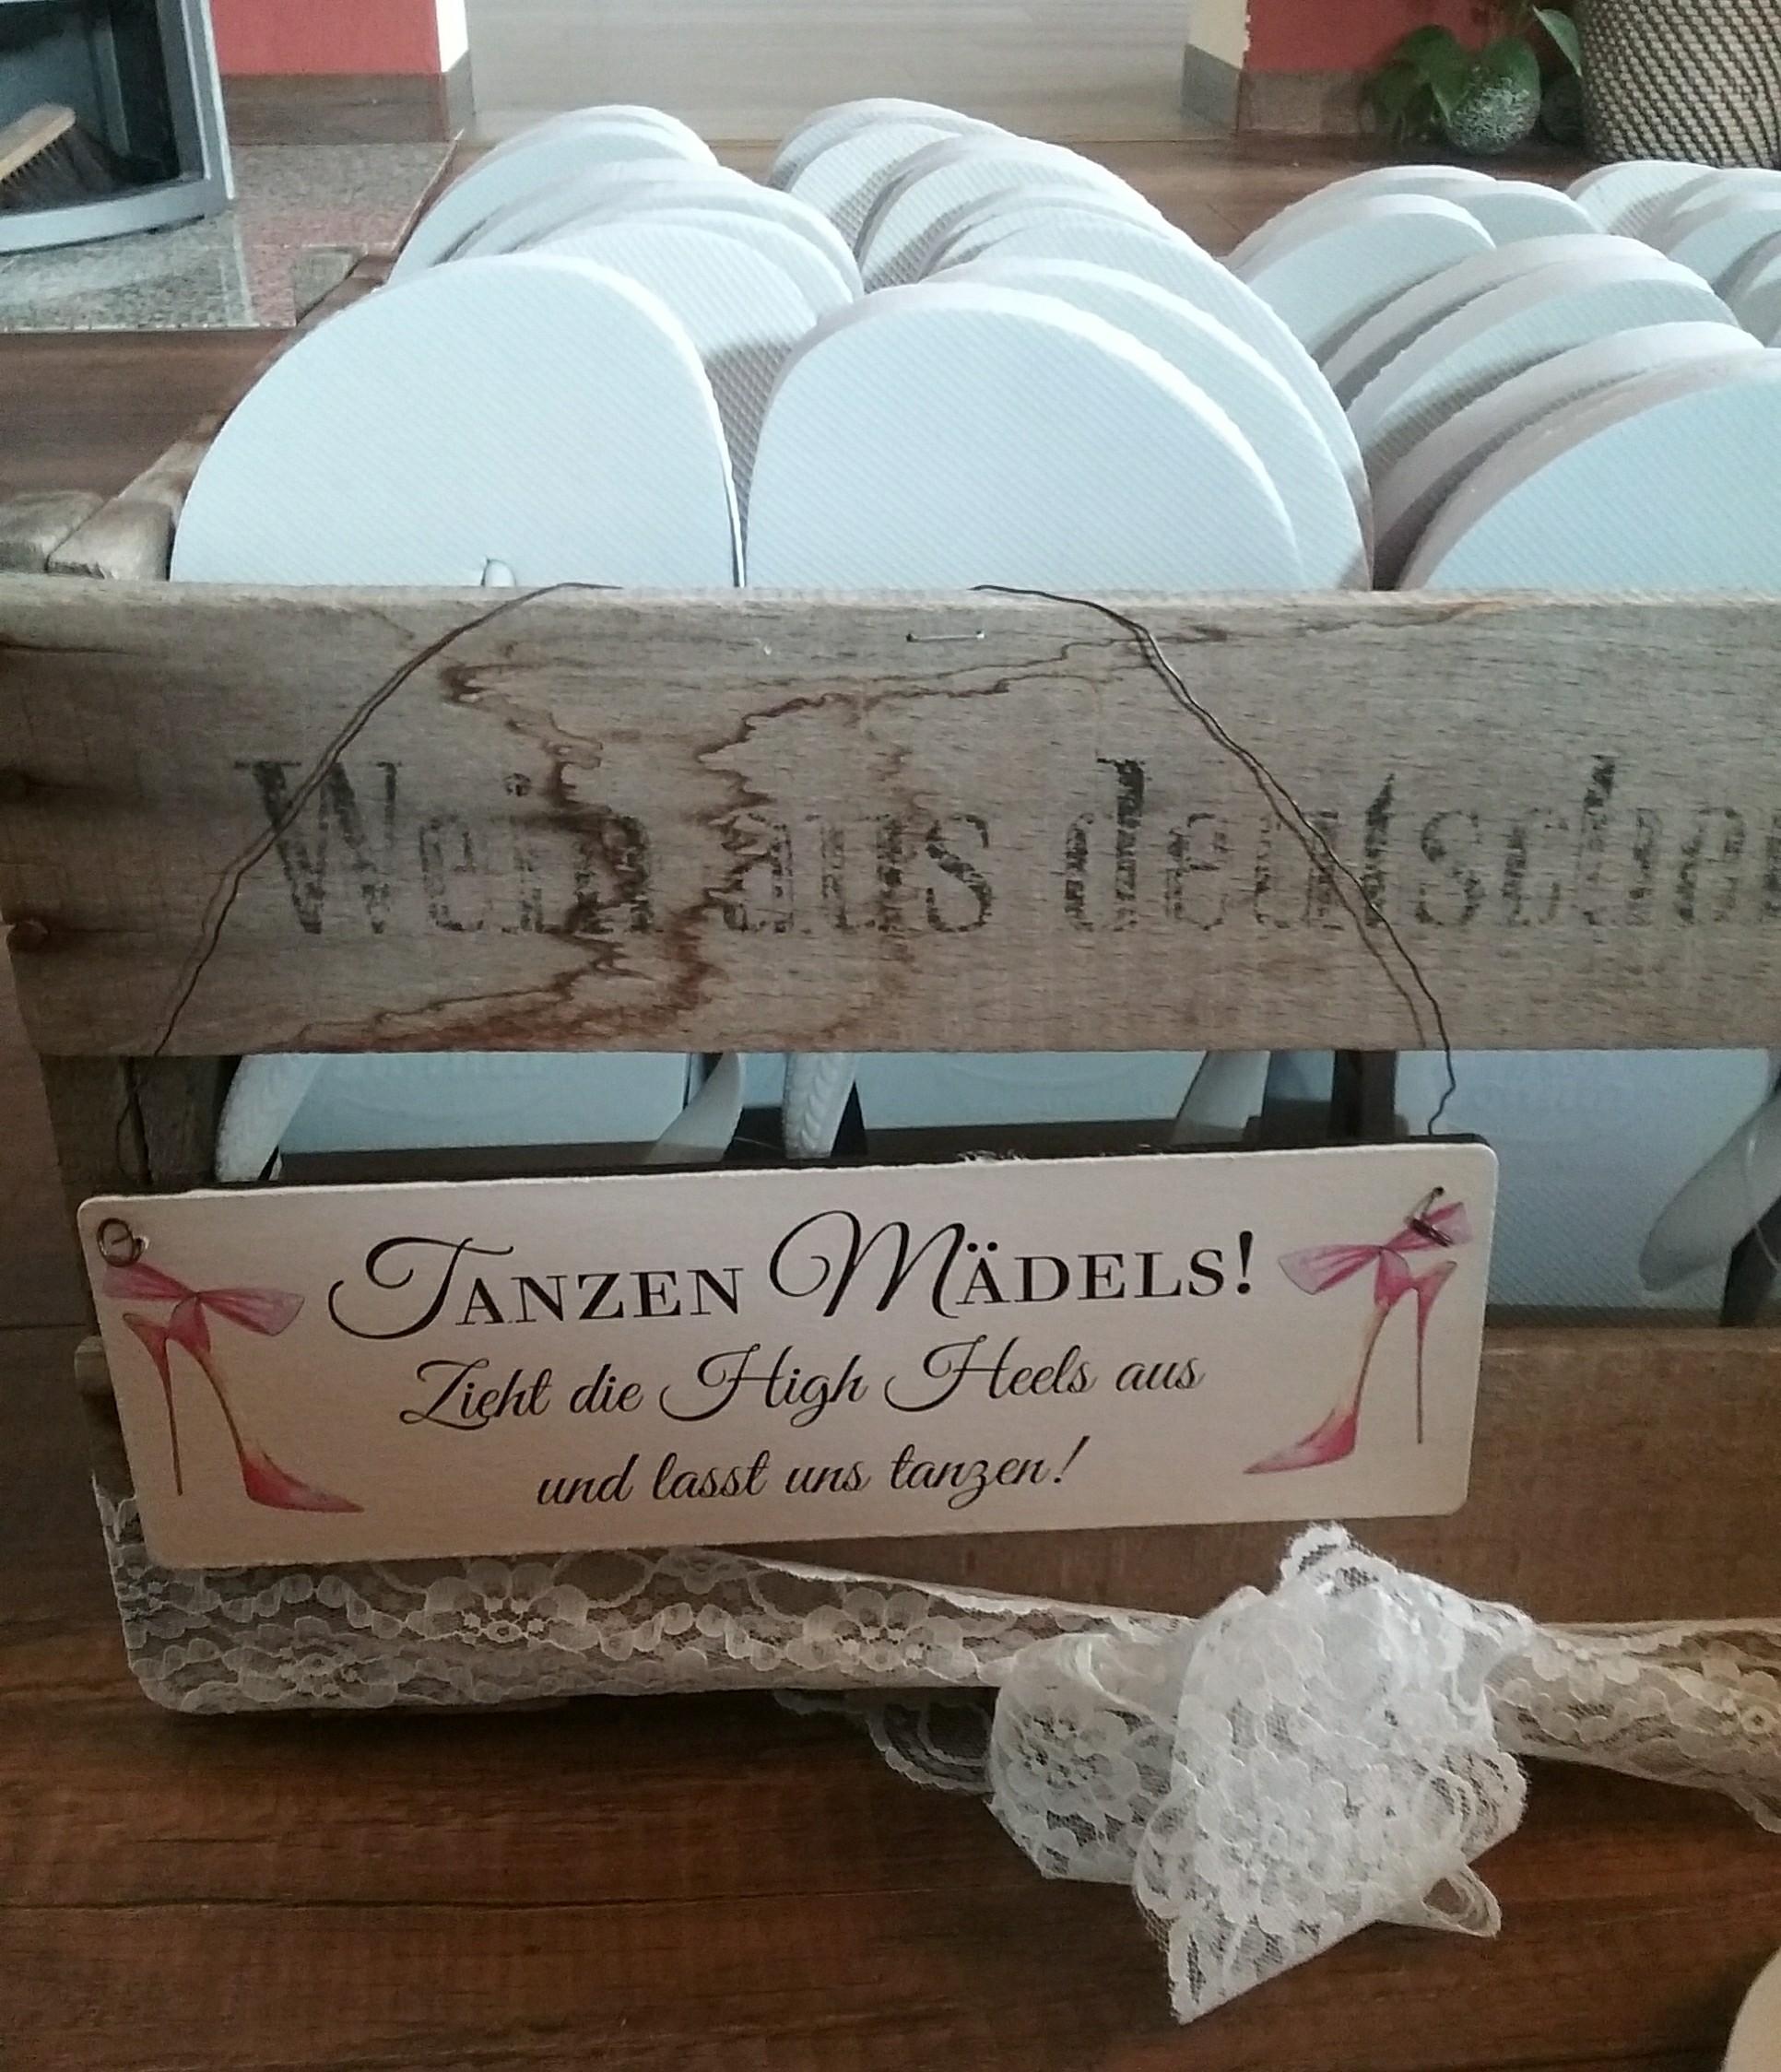 Wein aus deutschen
TANZEN MÄDELS!
Zieht die High Heels aus
und lasst uns tanzen!